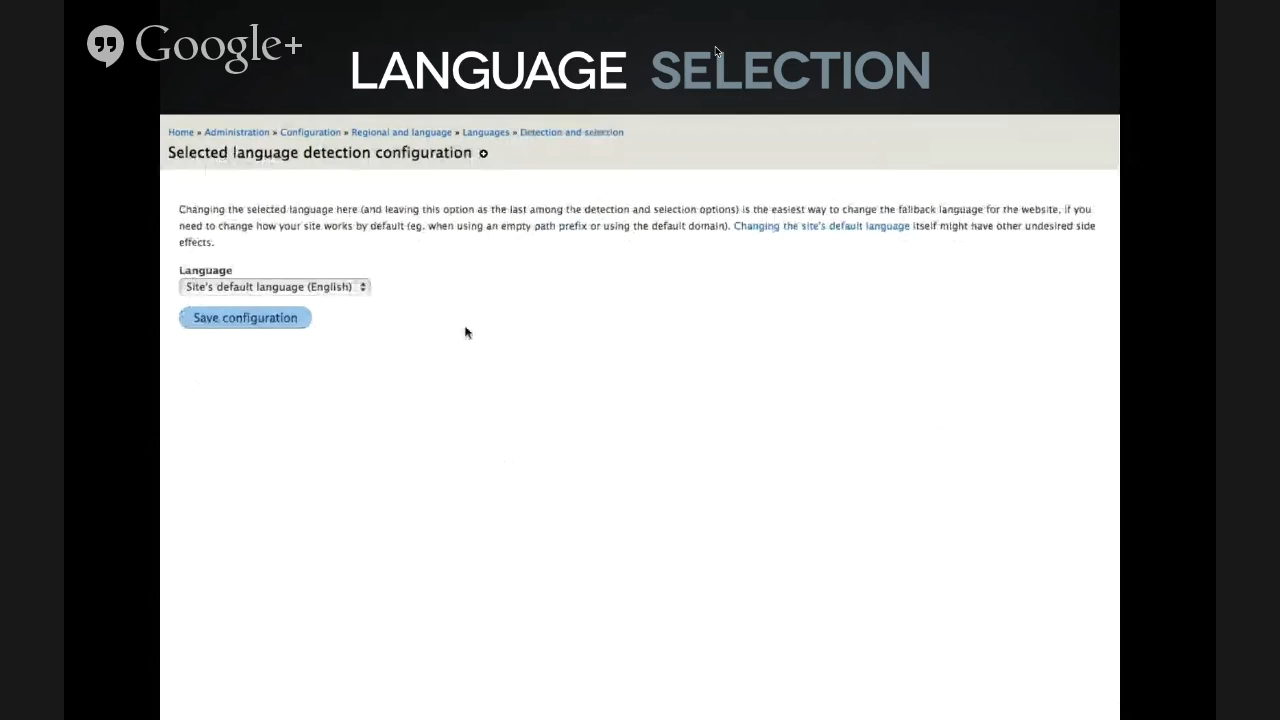 Google+
LANGUAGE SELECTION
Home » Administration » Configuration » Regional and language » Languages » Detection and selection
Selected language detection configuration
Changing the selected language here (and leaving this option as the last among the detection and selection options) is the easiest way to change the fallback language for the website, if you
need to change how your site works by default (eg. when using an empty path prefix or using the default domain). Changing the site's default language itself might have other undesired side
effects.
Language
Site's default language (English)
Save configuration